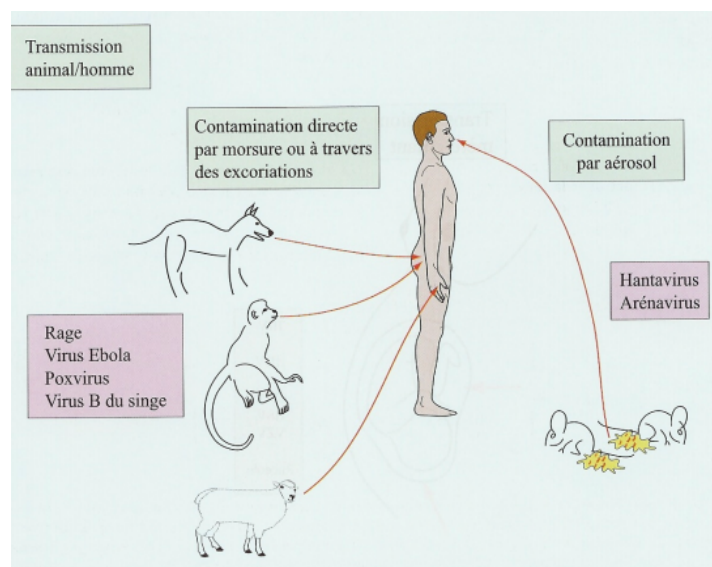 Transmission
animal/homme
Contamination directe
par morsure ou à travers
des excoriations
Contamination
par aérosol
Hantavirus
Arénavirus
Rage
Virus Ebola
Poxvirus
Virus B du singe